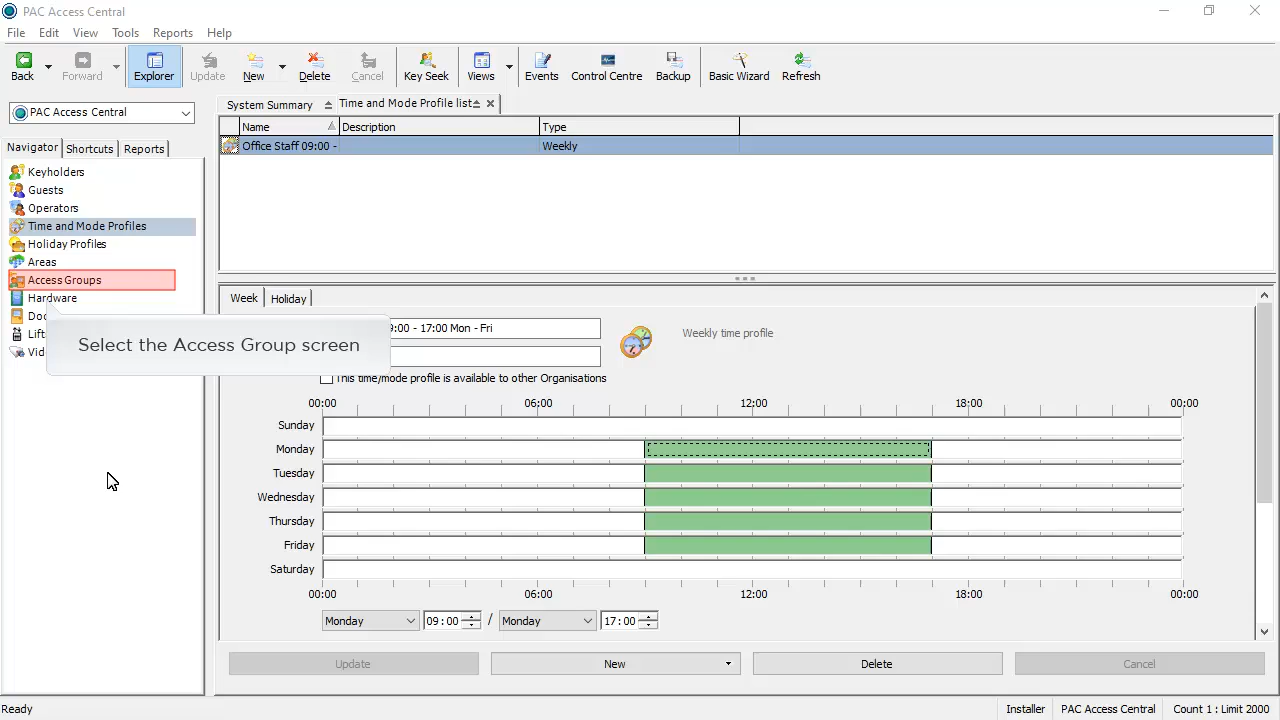 PAC Access Central
File Edit View Tools Reports Help
Back Forward Explorer Update New Delete Cancel Key Seek Views Events Control Centre Backup Basic Wizard Refresh
PAC Access Central
System Summary Time and Mode Profile list
Navigator Shortcuts Reports
Name Description Type
Office Staff 09:00 - Weekly
Keyholders
Guests
Operators
Time and Mode Profiles
Holiday Profiles
Areas
Access Groups
Hardware
Select the Access Group screen
Week Holiday
:00 - 17:00 Mon - Fri
Weekly time profile
This time/mode profile is available to other Organisations
00:00 06:00 12:00 18:00 00:00
Sunday
Monday
Tuesday
Wednesday
Thursday
Friday
Saturday
00:00 06:00 12:00 18:00 00:00
Monday 09:00 / Monday 17:00
Update New Delete Cancel
Ready Installer PAC Access Central Count 1 : Limit 2000